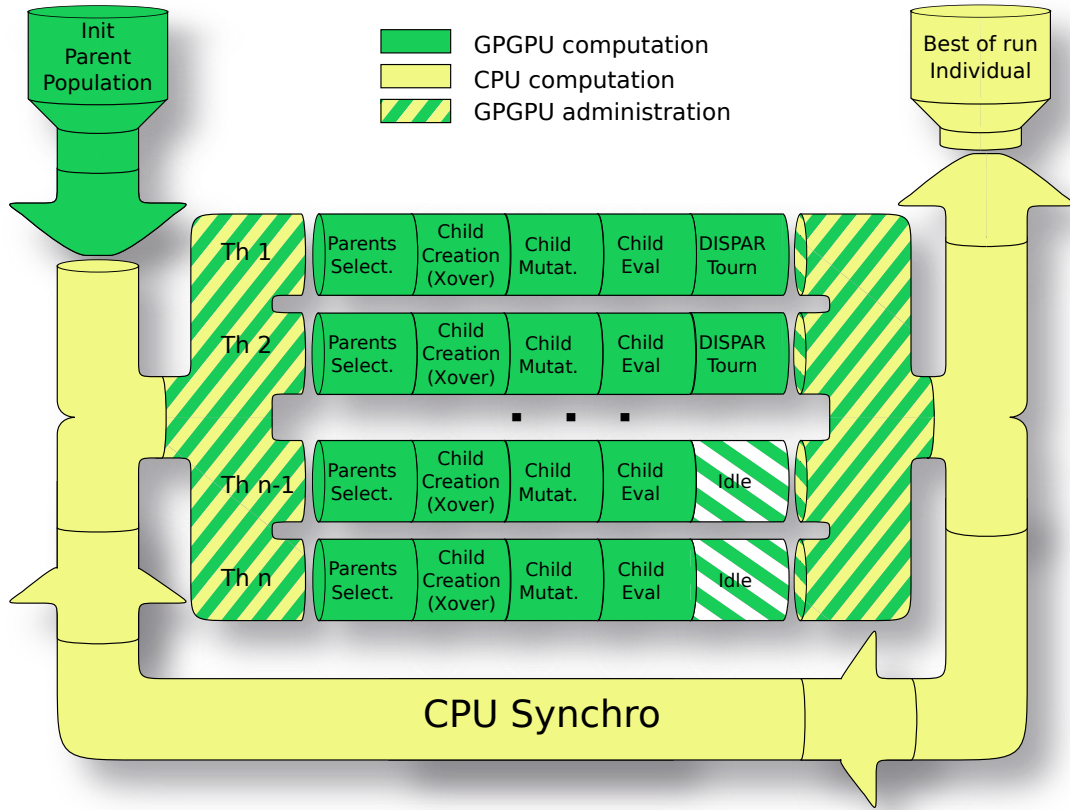 Init
Parent
Population
GPGPU computation
CPU computation
GPGPU administration
Best of run
Individual
Th 1
Parents
Select.
Child
Creation
(Xover)
Child
Mutat.
Child
Eval
DISPAR
Tourn
Th 2
Parents
Select.
Child
Creation
(Xover)
Child
Mutat.
Child
Eval
DISPAR
Tourn
. . .
Th n-1
Parents
Select.
Child
Creation
(Xover)
Child
Mutat.
Child
Eval
Idle
Th n
Parents
Select.
Child
Creation
(Xover)
Child
Mutat.
Child
Eval
Idle
CPU Synchro